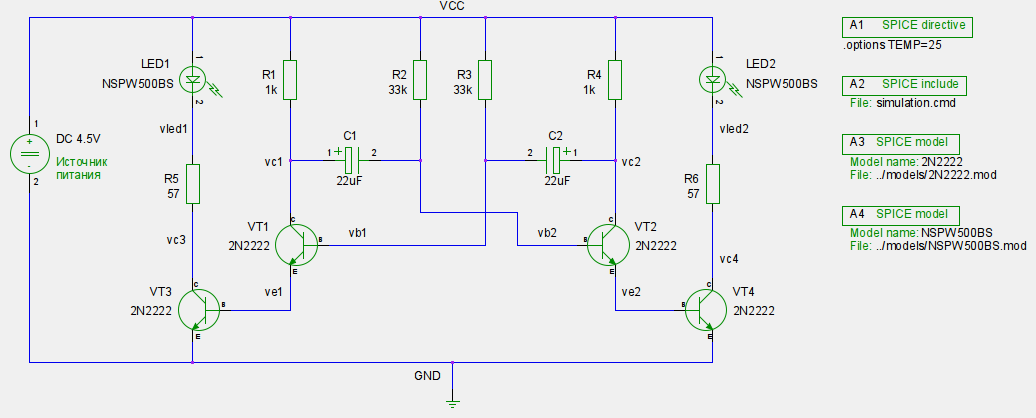 VCC
A1 SPICE directive
.options TEMP=25
A2 SPICE include
File: simulation.cmd
A3 SPICE model
Model name: 2N2222
File: ../models/2N2222.mod
A4 SPICE model
Model name: NSPW500BS
File: ../models/NSPW500BS.mod
1
DC 4.5V
+
-
Источник
питания
2
LED1
NSPW500BS
1
2
vled1
R5
57
vc3
R1
1k
R2
33k
R3
33k
R4
1k
LED2
NSPW500BS
1
2
vled2
R6
57
vc4
vc1
C1
1 + 2
22uF
C2
2 + 1
22uF
vc2
VT1
2N2222
C
B
E
vb1
vb2
VT2
2N2222
C
B
E
ve1
ve2
VT3
2N2222
C
B
E
VT4
2N2222
C
B
E
GND